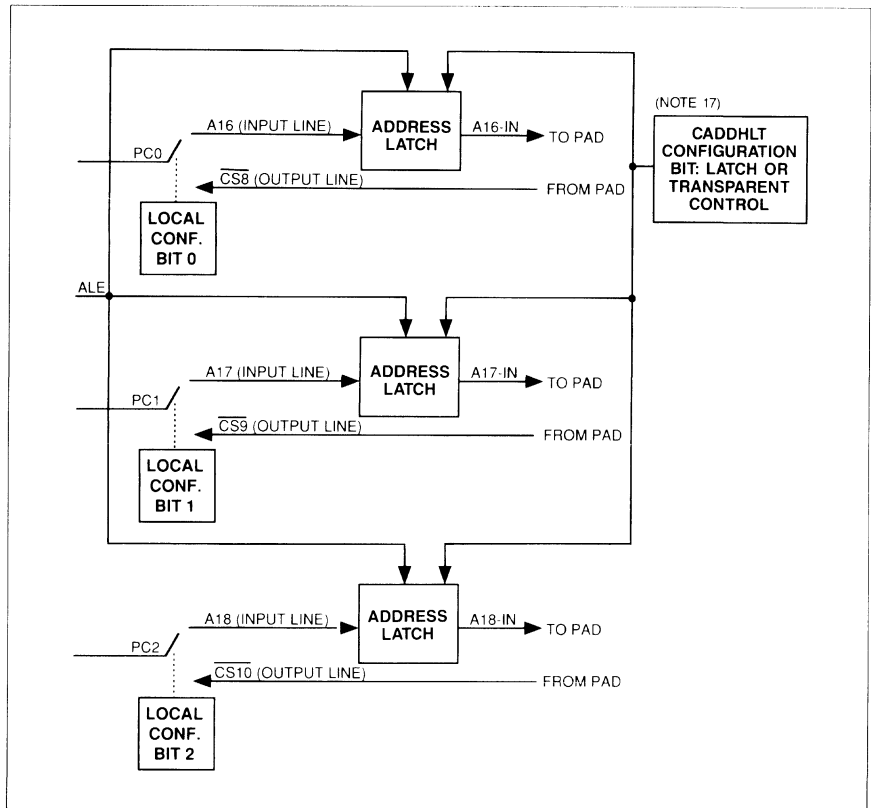 A16 (INPUT LINE)
ADDRESS
LATCH
A16-IN
TO PAD
(NOTE 17)
CADDHLT
CONFIGURATION
BIT: LATCH OR
TRANSPARENT
CONTROL
PC0
CS8 (OUTPUT LINE)
FROM PAD
LOCAL
CONF.
BIT 0
ALE
A17 (INPUT LINE)
ADDRESS
LATCH
A17-IN
TO PAD
PC1
CS9 (OUTPUT LINE)
FROM PAD
LOCAL
CONF.
BIT 1
A18 (INPUT LINE)
ADDRESS
LATCH
A18-IN
TO PAD
PC2
CS10 (OUTPUT LINE)
FROM PAD
LOCAL
CONF.
BIT 2